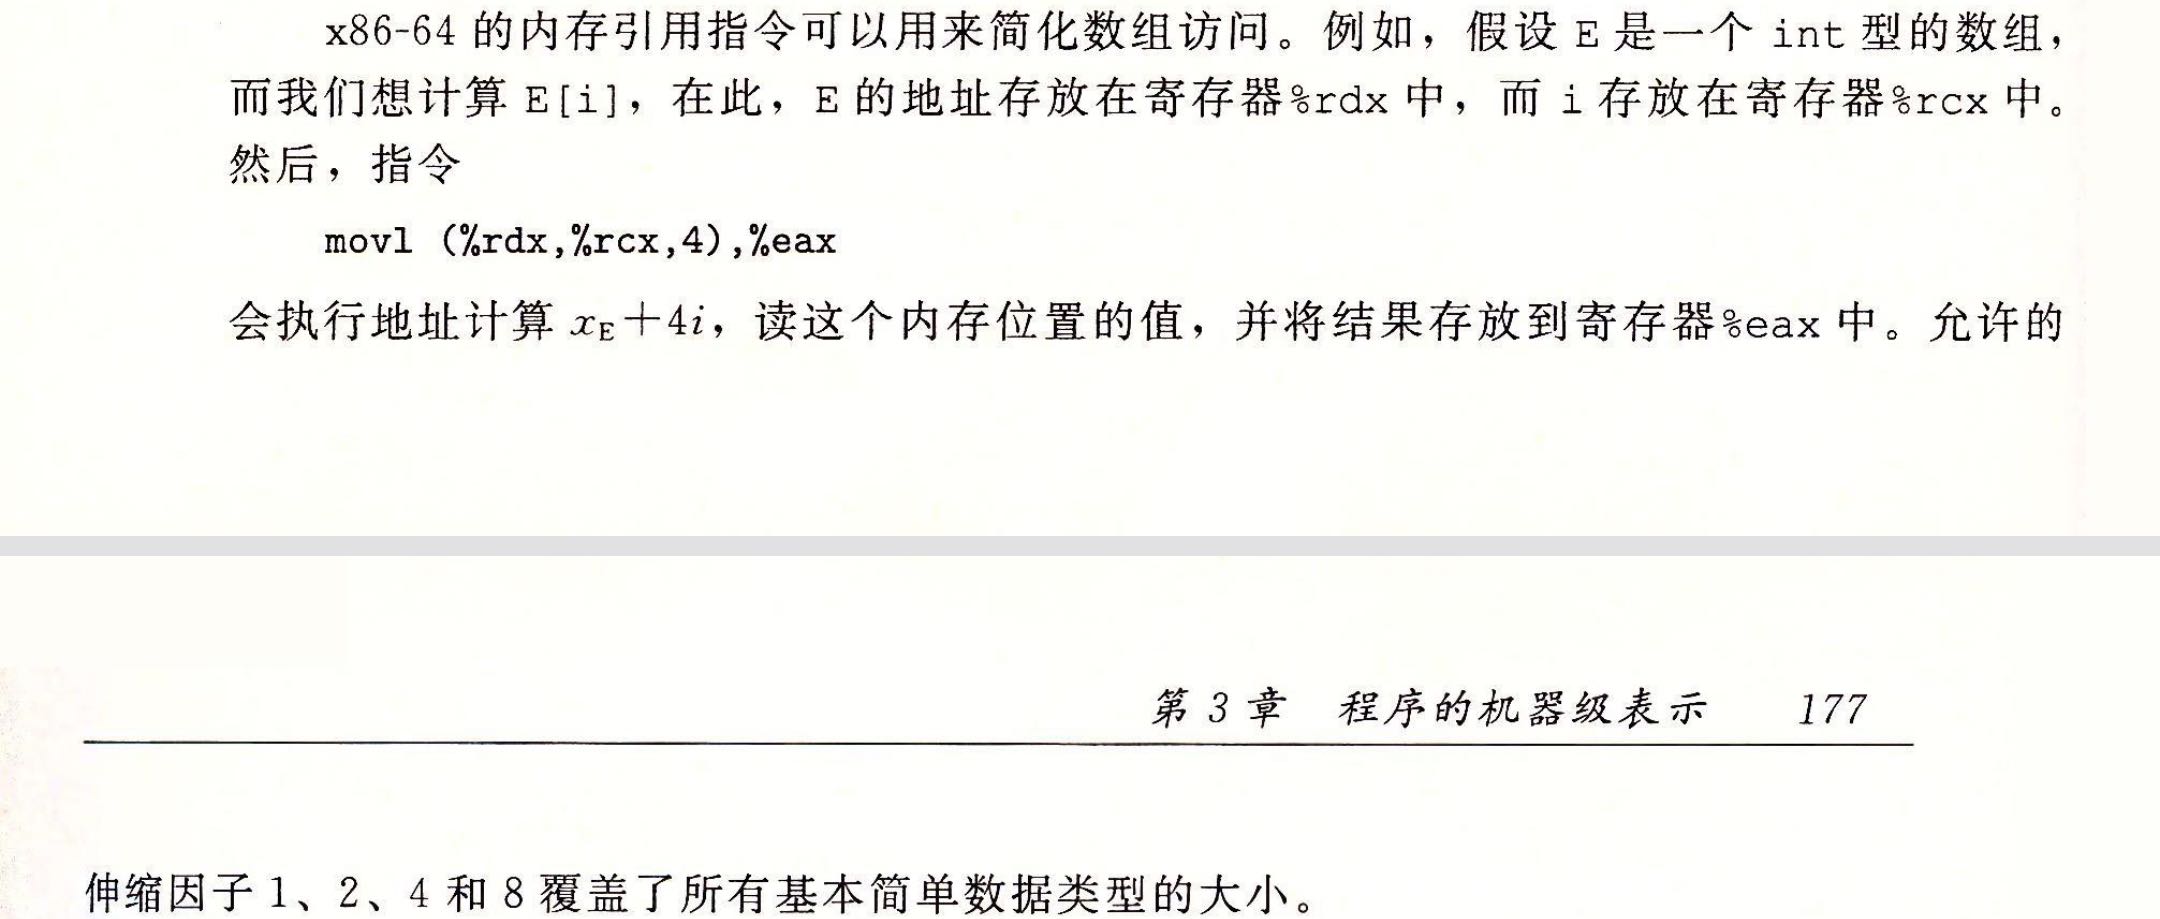 x86-64 的内存引用指令可以用来简化数组访问。例如，假设 E 是一个 int 型的数组，
而我们想计算 E[i]，在此，E 的地址存放在寄存器%rdx 中，而 i 存放在寄存器%rcx 中。
然后，指令
movl (%rdx,%rcx,4),%eax
会执行地址计算 xE＋4i，读这个内存位置的值，并将结果存放到寄存器%eax 中。允许的
第 3 章 程序的机器级表示 177
伸缩因子 1、2、4 和 8 覆盖了所有基本简单数据类型的大小。